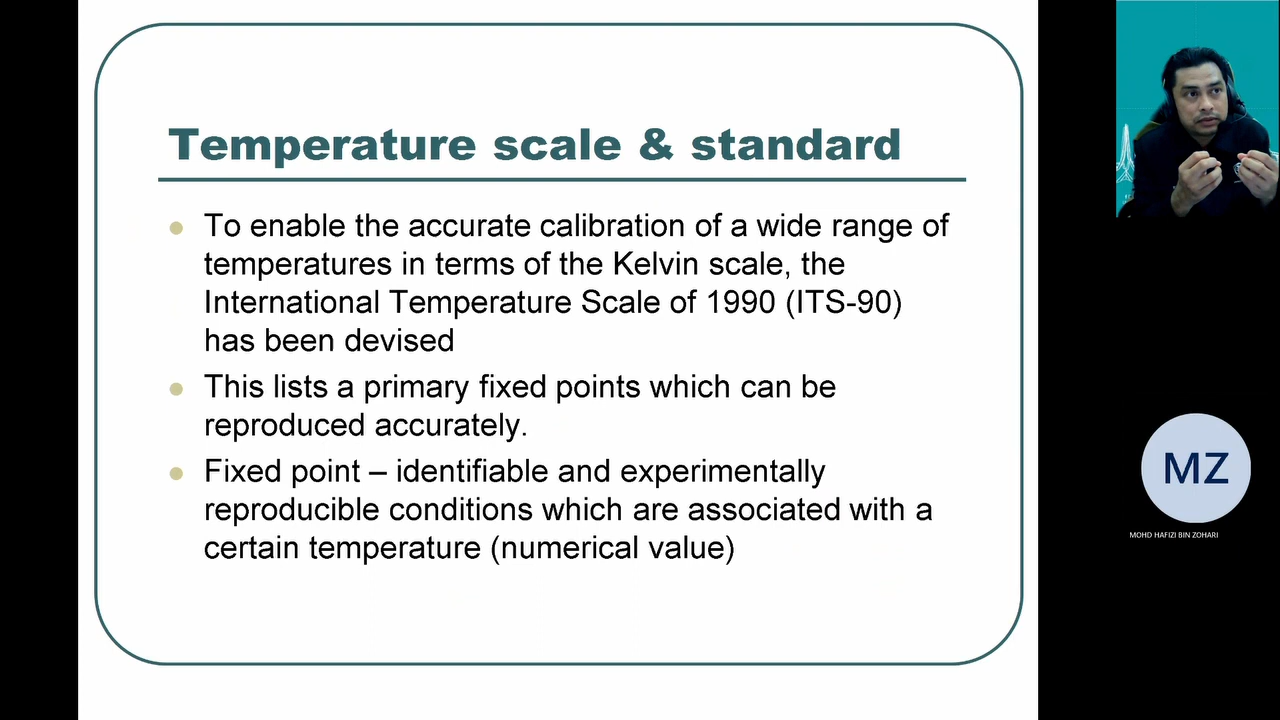 Temperature scale & standard
To enable the accurate calibration of a wide range of
temperatures in terms of the Kelvin scale, the
International Temperature Scale of 1990 (ITS-90)
has been devised
This lists a primary fixed points which can be
reproduced accurately.
Fixed point – identifiable and experimentally
reproducible conditions which are associated with a
certain temperature (numerical value)
MZ
MOHD HAFIZI BIN ZOHARI